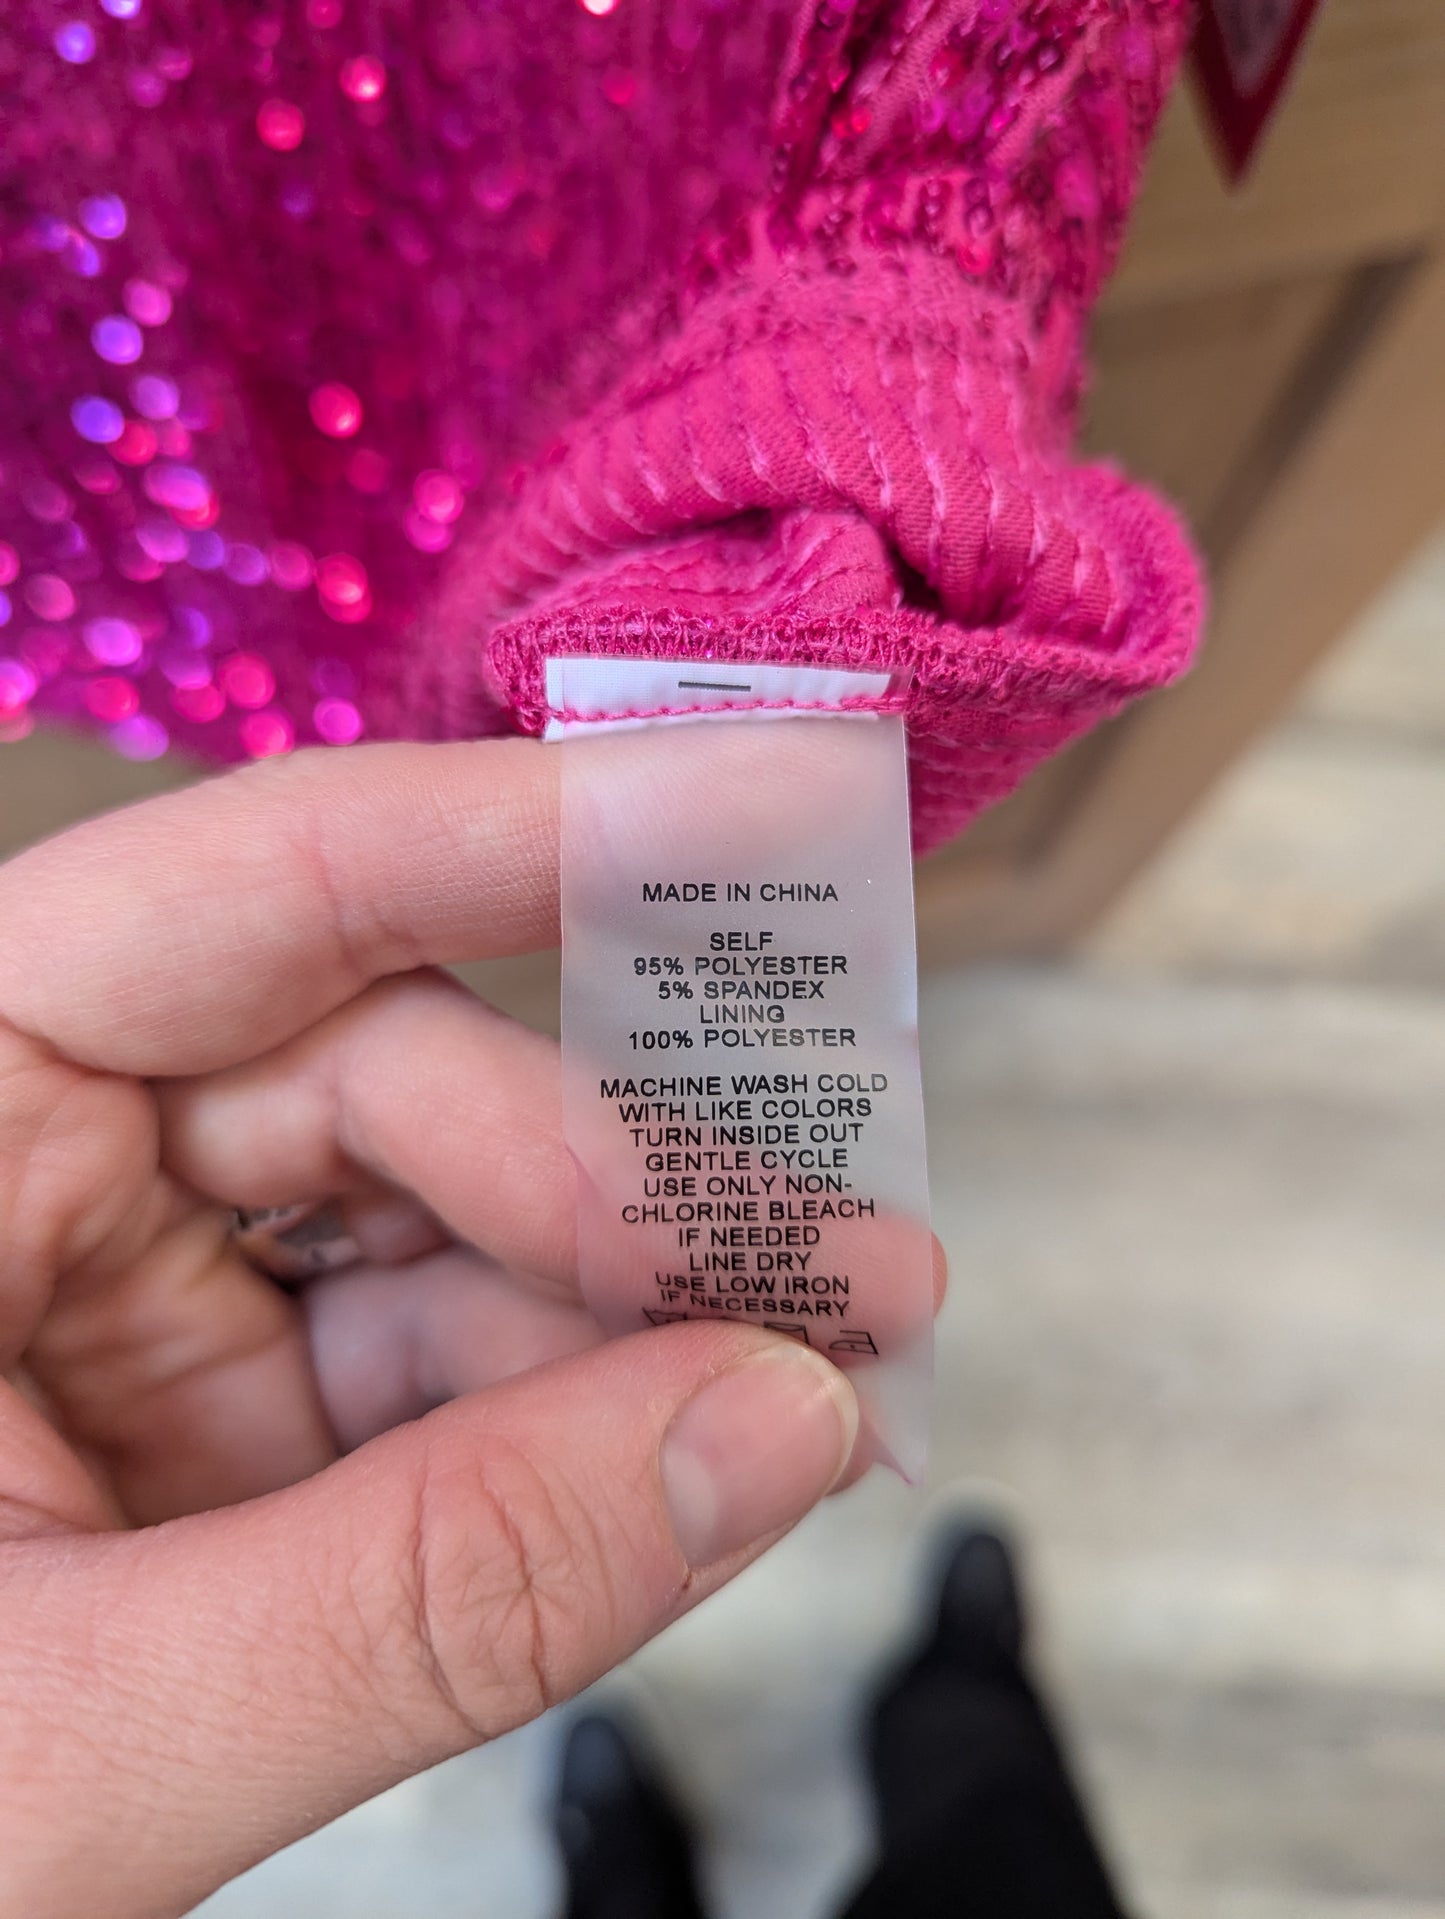 MADE IN CHINA
SELF
95% POLYESTER
5% SPANDEX
LINING
100% POLYESTER
MACHINE WASH COLD
WITH LIKE COLORS
TURN INSIDE OUT
GENTLE CYCLE
USE ONLY NON-
CHLORINE BLEACH
IF NEEDED
LINE DRY
USE LOW IRON
IF NECESSARY